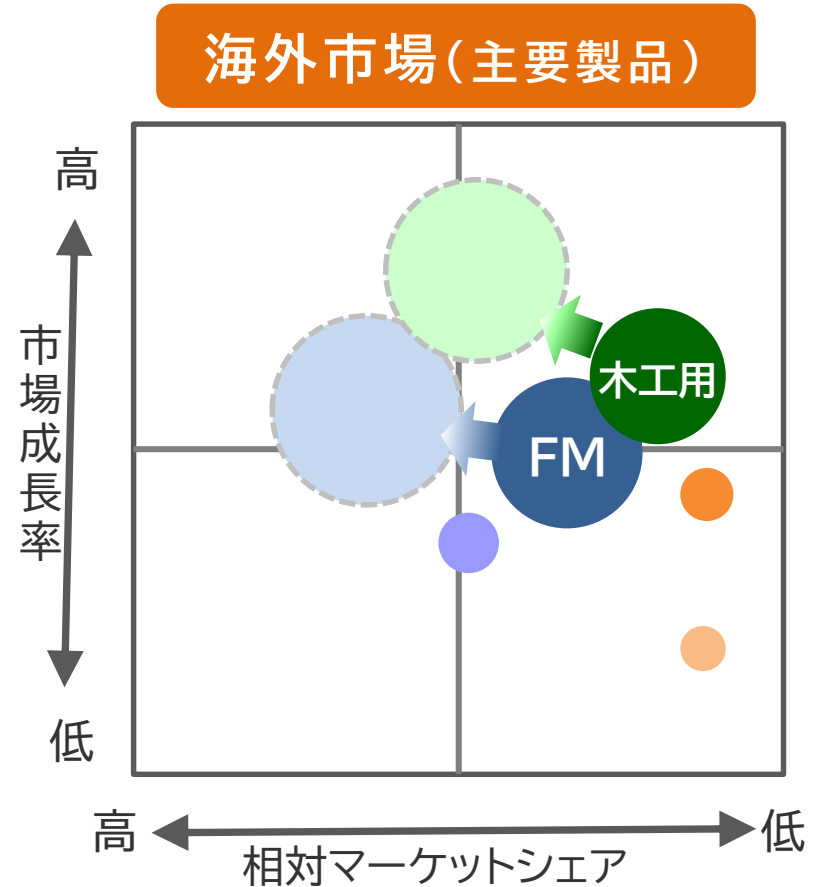 海外市場(主要製品)
高
市場成長率
木工用
FM
低
高
低
相対マーケットシェア